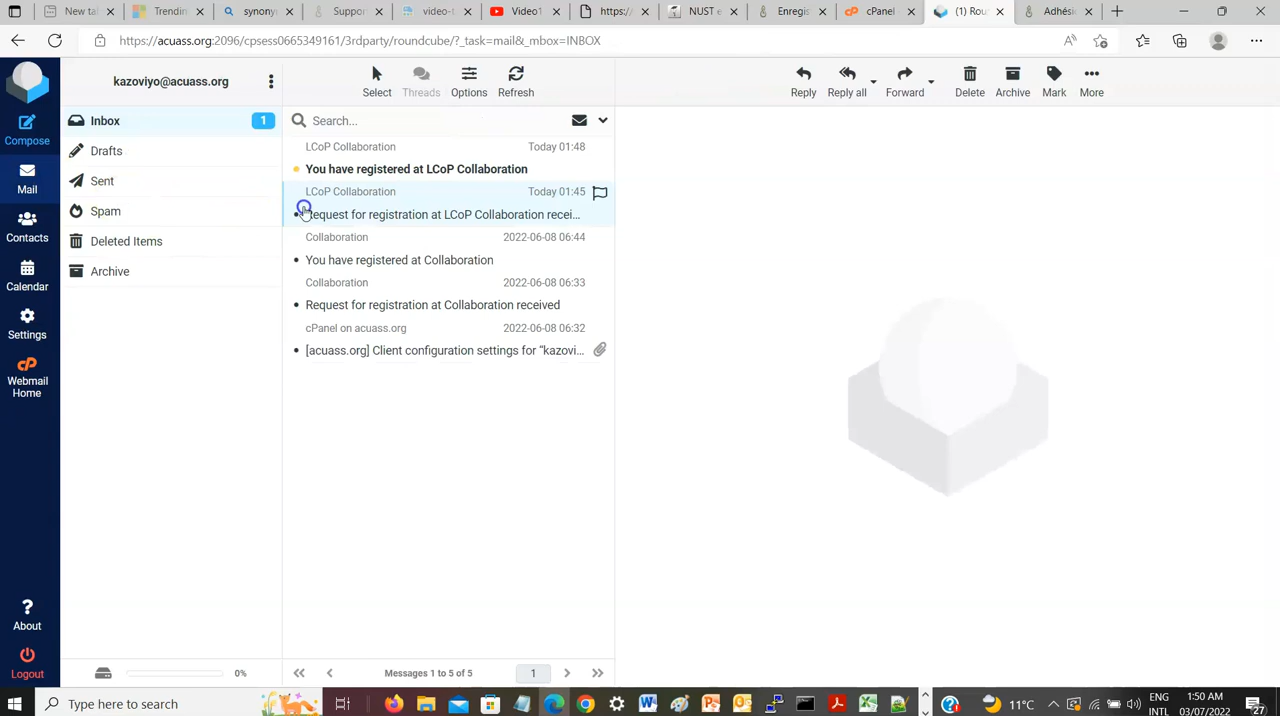 New tab
Trendin
synony
Suppor
video-t
Video1
https:/
NUST e
Enregis
cPanel
(1) Rou
Adhési
https://acuass.org:2096/cpsess0665349161/3rdparty/roundcube/?_task=mail&_mbox=INBOX
kazoviyo@acuass.org
Select
Threads
Options
Refresh
Reply
Reply all
Forward
Delete
Archive
Mark
More
Compose
Mail
Contacts
Calendar
Settings
Webmail
Home
About
Logout
Inbox 1
Drafts
Sent
Spam
Deleted Items
Archive
0%
Search...
LCoP Collaboration Today 01:48
You have registered at LCoP Collaboration
LCoP Collaboration Today 01:45
Request for registration at LCoP Collaboration recei...
Collaboration 2022-06-08 06:44
You have registered at Collaboration
Collaboration 2022-06-08 06:33
Request for registration at Collaboration received
cPanel on acuass.org 2022-06-08 06:32
[acuass.org] Client configuration settings for “kazovi...
Messages 1 to 5 of 5
1
Type here to search
11°C
ENG
INTL
1:50 AM
03/07/2022
27